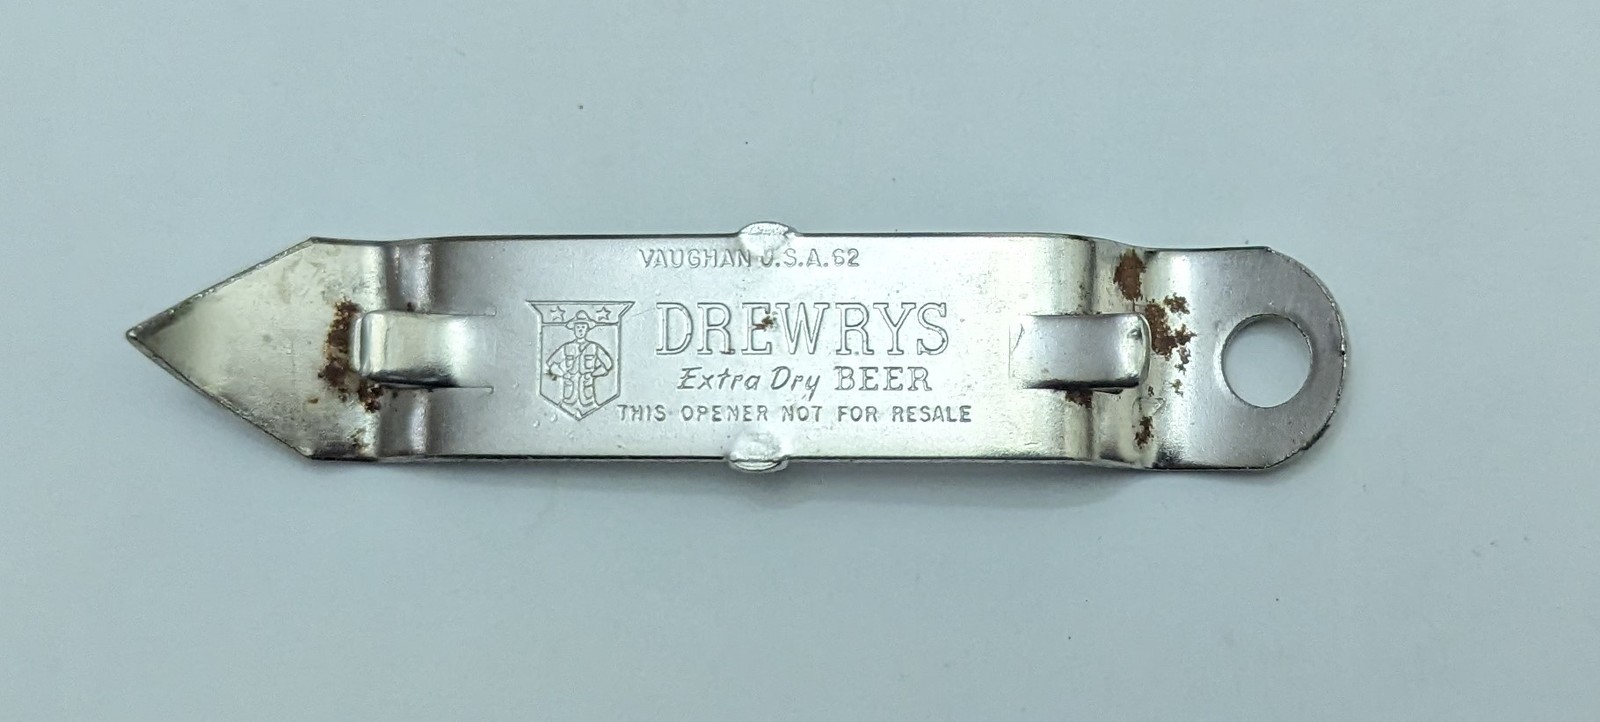 VAUGHAN U.S.A. 62
DREWRYS
Extra Dry BEER
THIS OPENER NOT FOR RESALE